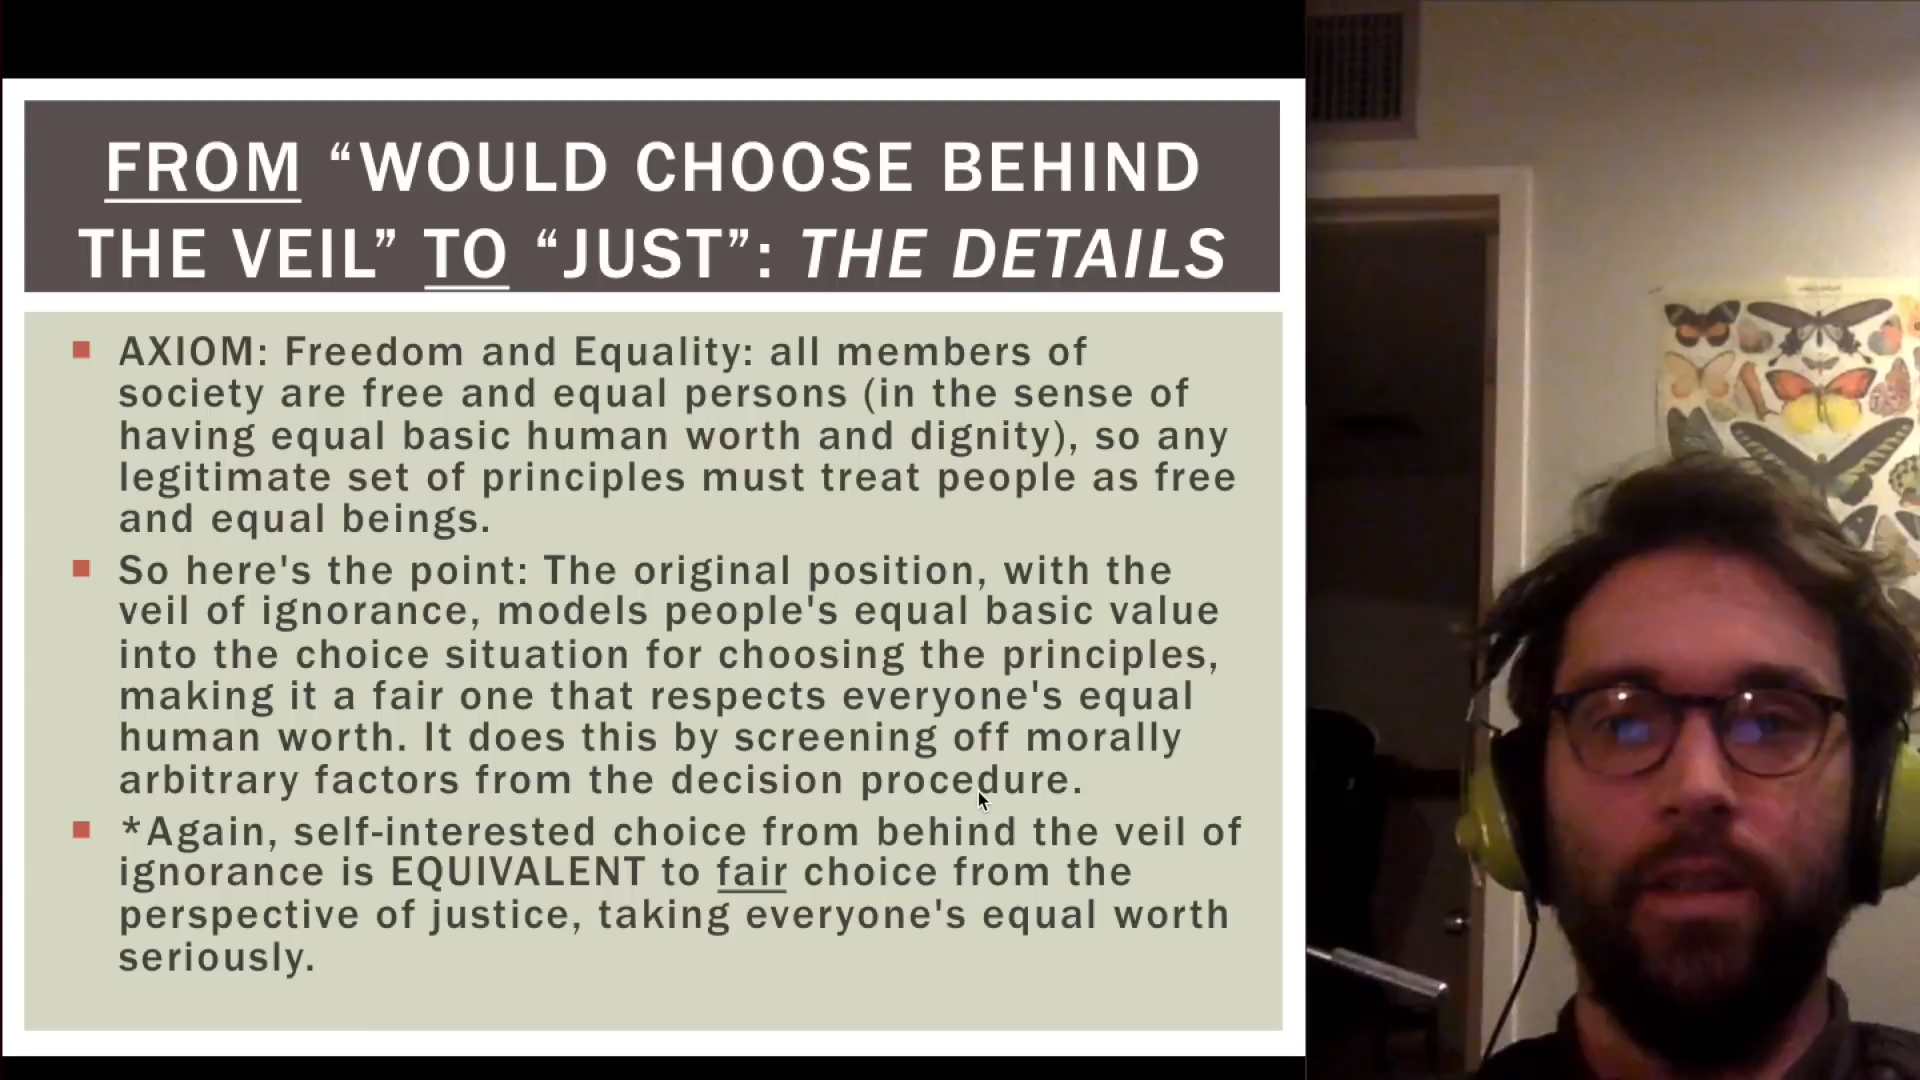 FROM “WOULD CHOOSE BEHIND
THE VEIL” TO “JUST”: THE DETAILS
AXIOM: Freedom and Equality: all members of
society are free and equal persons (in the sense of
having equal basic human worth and dignity), so any
legitimate set of principles must treat people as free
and equal beings.
So here's the point: The original position, with the
veil of ignorance, models people's equal basic value
into the choice situation for choosing the principles,
making it a fair one that respects everyone's equal
human worth. It does this by screening off morally
arbitrary factors from the decision procedure.
*Again, self-interested choice from behind the veil of
ignorance is EQUIVALENT to fair choice from the
perspective of justice, taking everyone's equal worth
seriously.